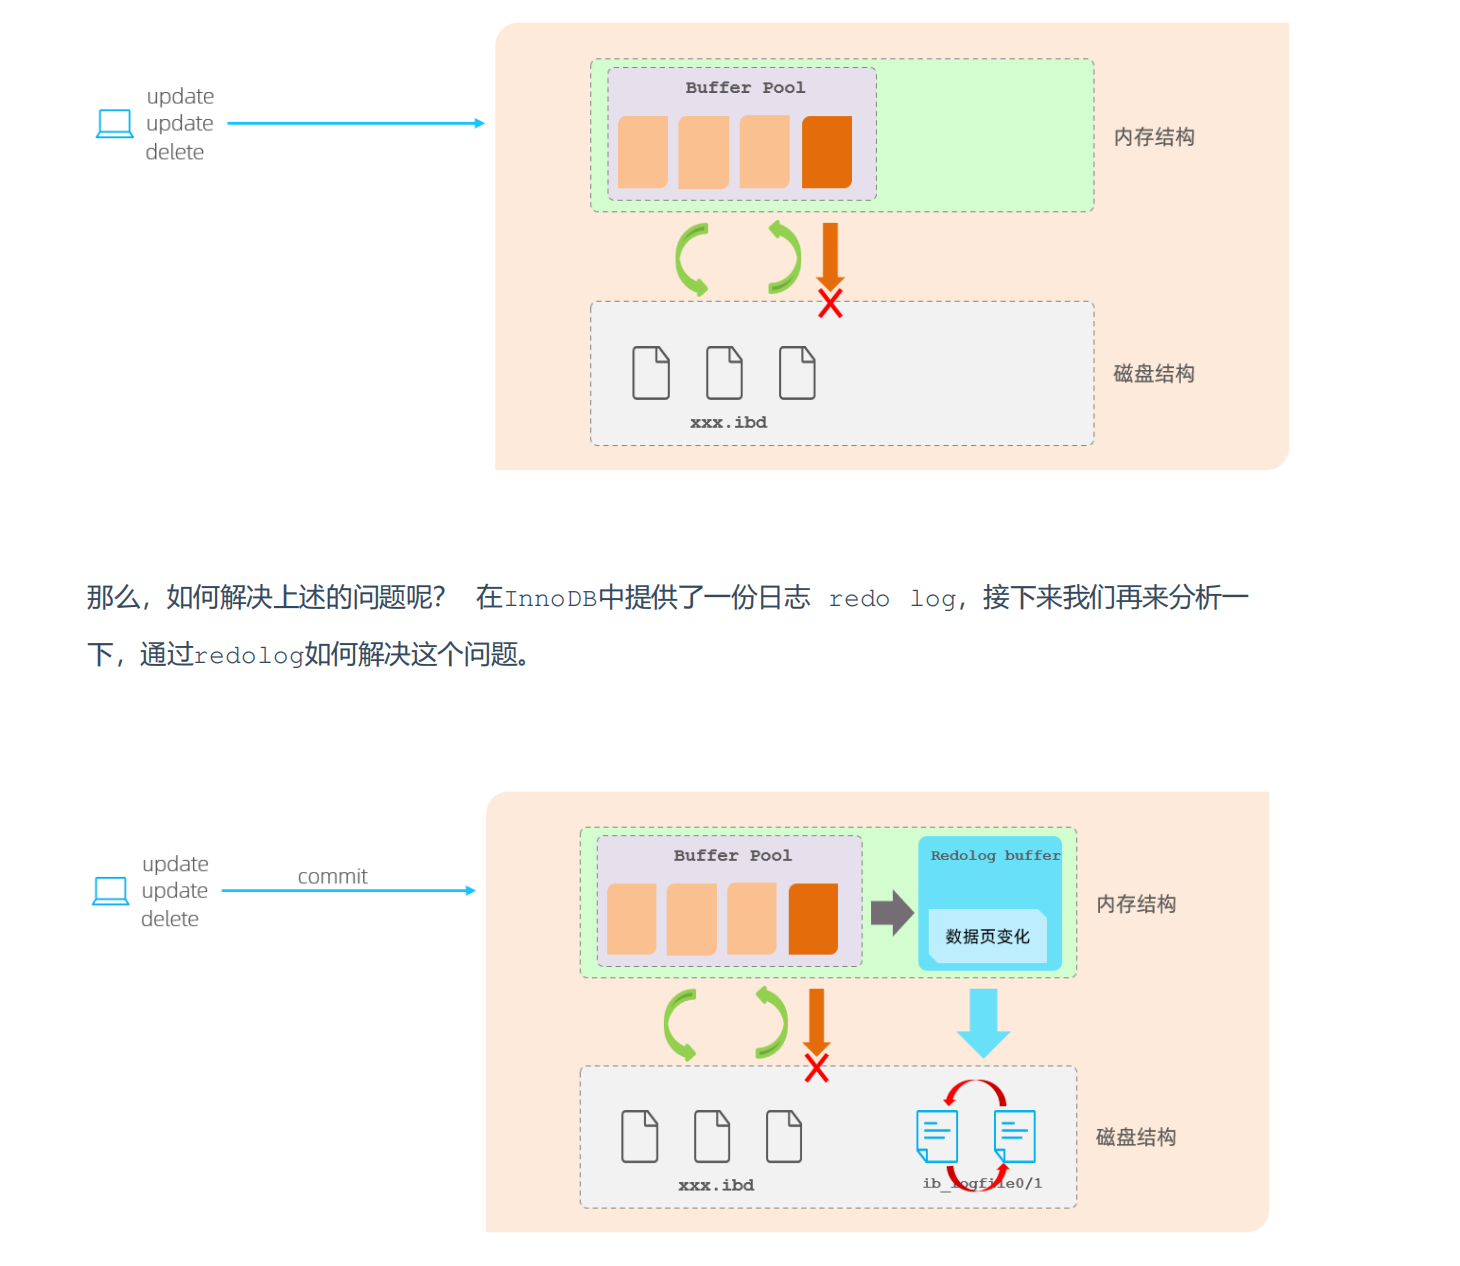 Buffer Pool
update
update
delete
内存结构
磁盘结构
xxx.ibd
那么，如何解决上述的问题呢？ 在InnoDB中提供了一份日志 redo log，接下来我们再来分析一
下，通过redolog如何解决这个问题。
Buffer Pool
Redolog buffer
update
update
delete
commit
内存结构
数据页变化
磁盘结构
xxx.ibd
ib_logfile0/1